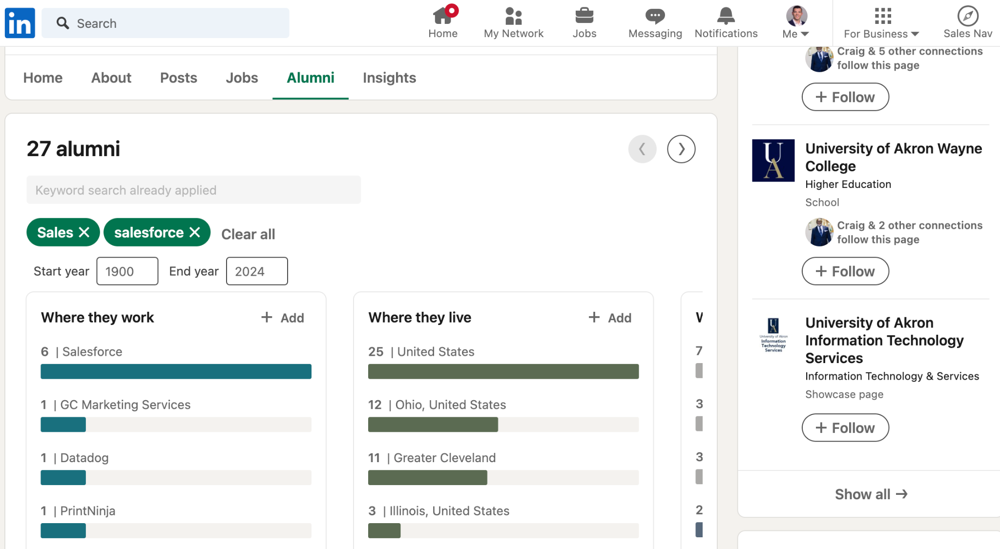 in
Search
Home
My Network
Jobs
Messaging
Notifications
Me
For Business
Sales Nav
Home
About
Posts
Jobs
Alumni
Insights
27 alumni
Keyword search already applied
Sales
salesforce
Clear all
Start year
1900
End year
2024
Where they work
+ Add
6 | Salesforce
1 | GC Marketing Services
1 | Datadog
1 | PrintNinja
Where they live
+ Add
25 | United States
12 | Ohio, United States
11 | Greater Cleveland
3 | Illinois, United States
7
3
3
2
Craig & 5 other connections
follow this page
+ Follow
UA
University of Akron Wayne
College
Higher Education
School
Craig & 2 other connections
follow this page
+ Follow
UA
University of Akron
Information
Technology
Services
University of Akron
Information Technology
Services
Information Technology & Services
Showcase page
+ Follow
Show all →